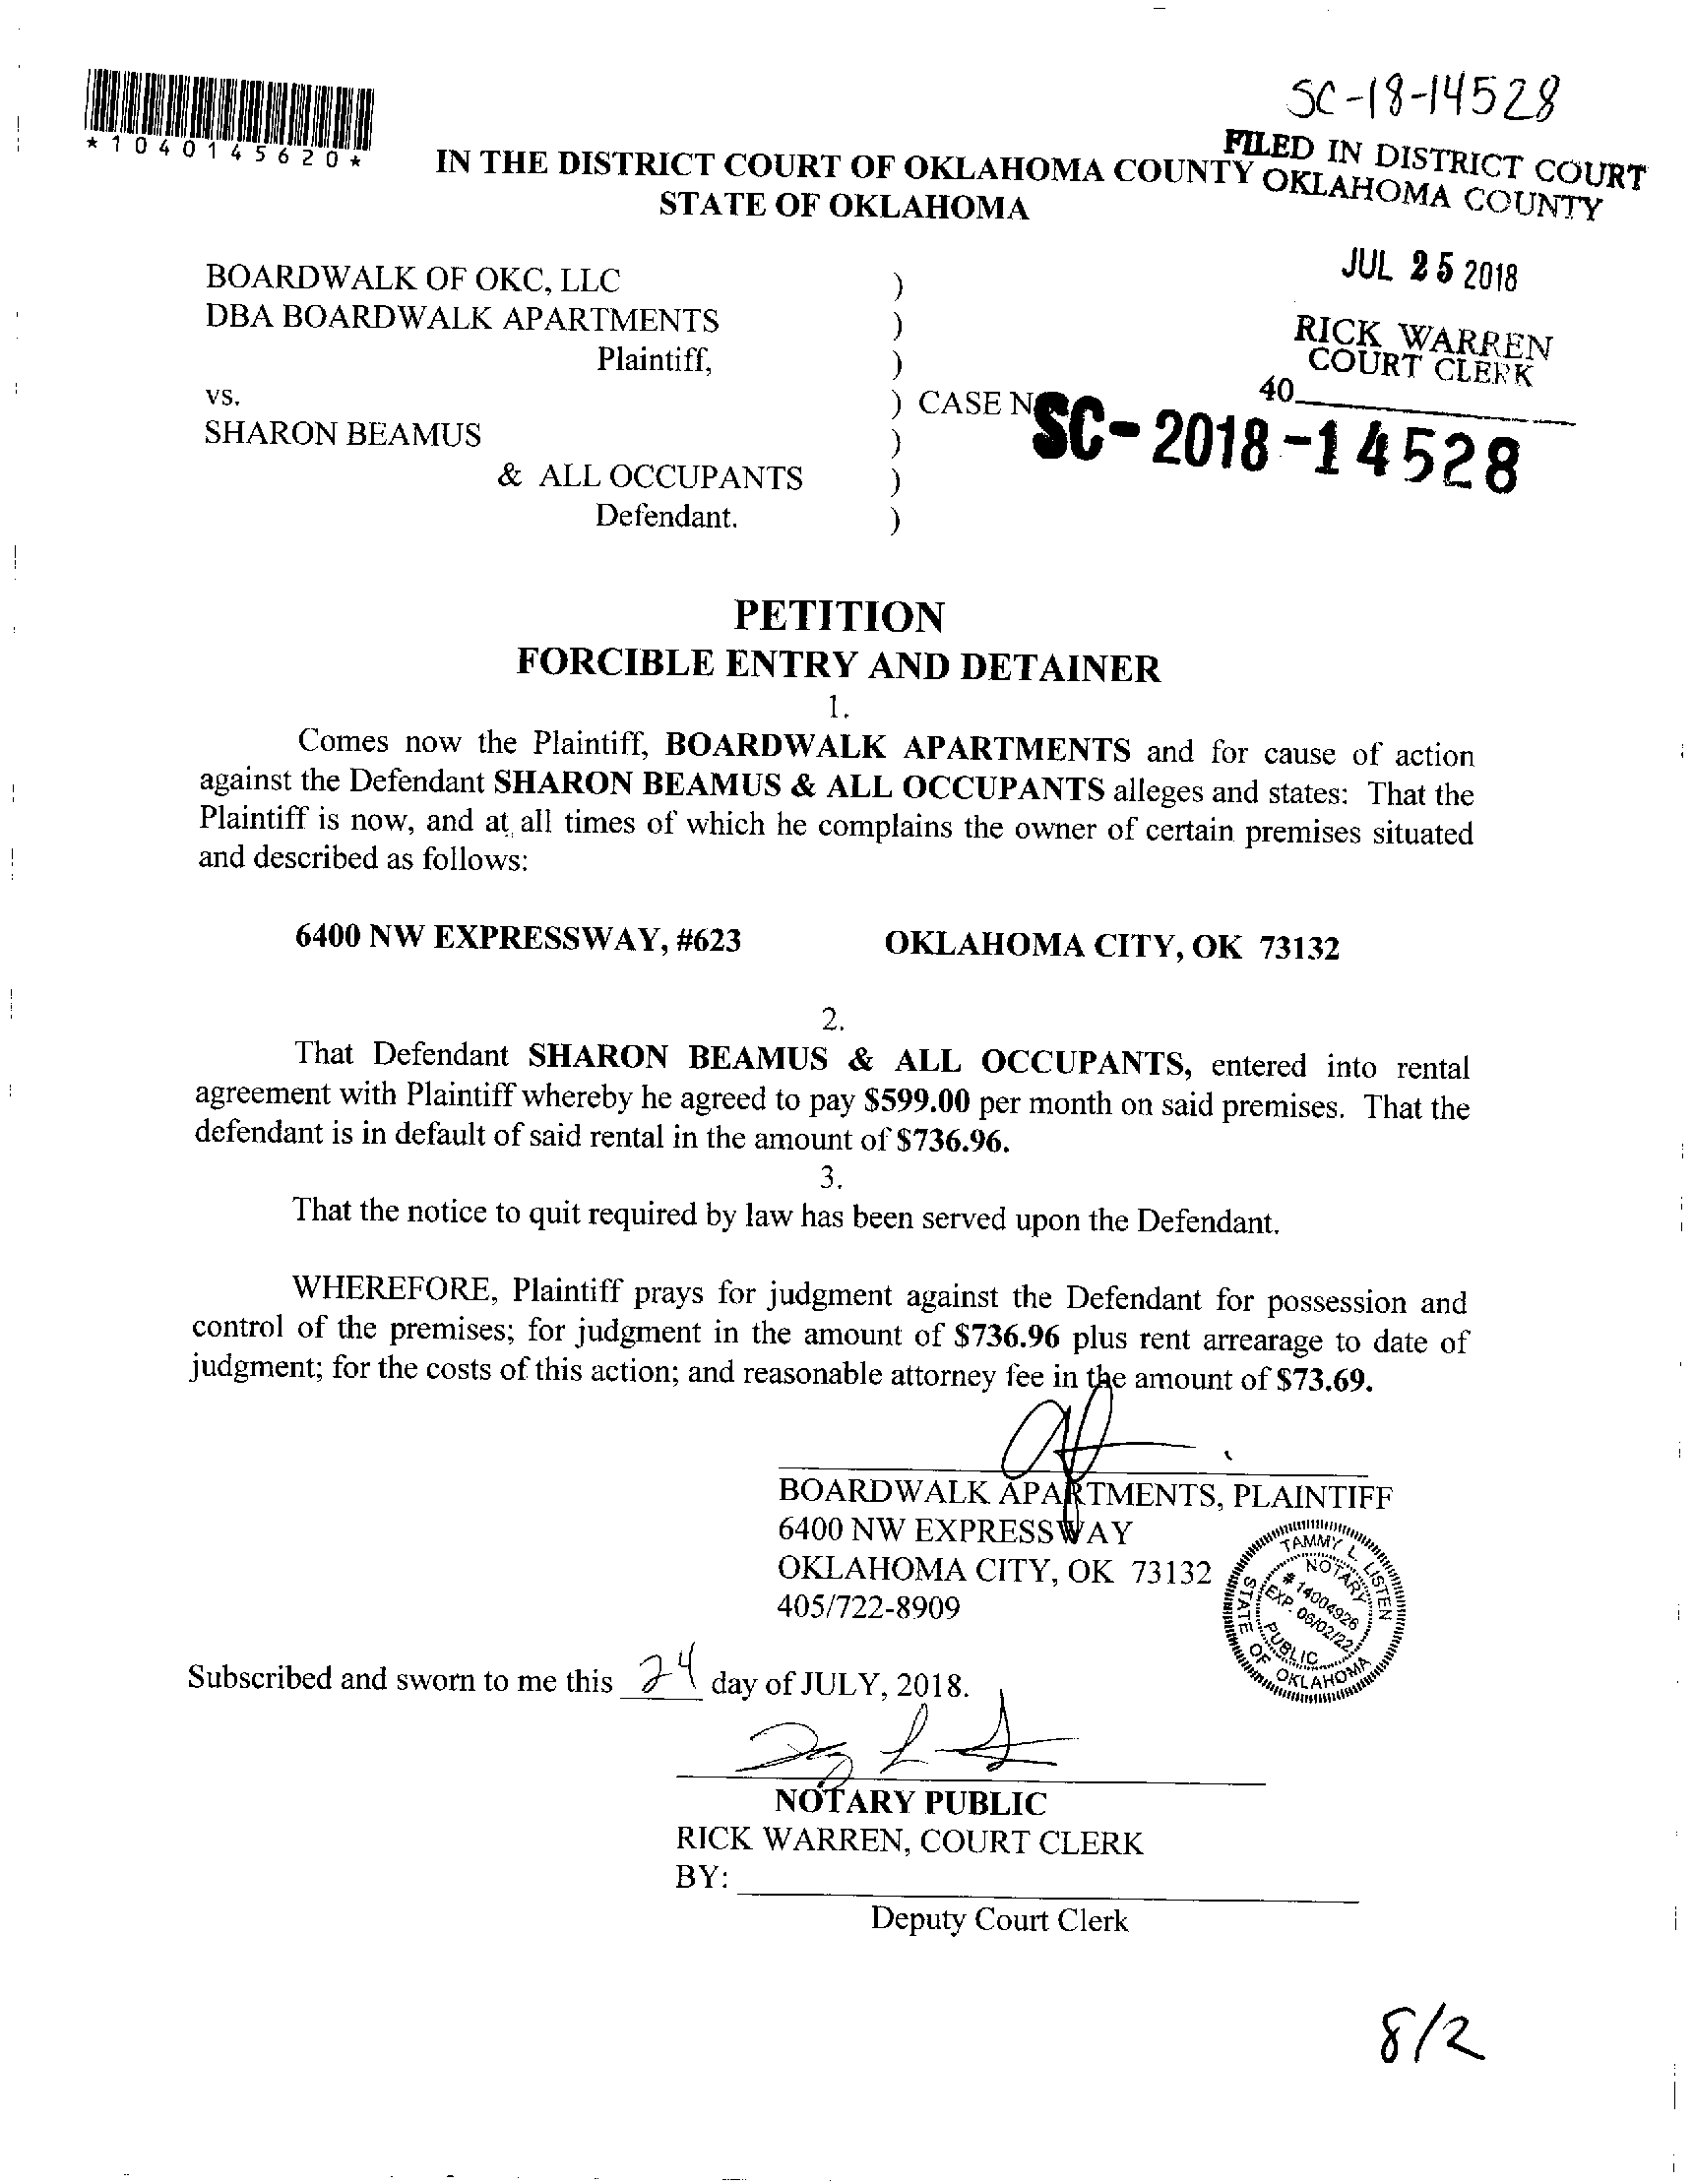 SC-18-14528
*1040145620*
FILED IN DISTRICT COURT
OKLAHOMA COUNTY
IN THE DISTRICT COURT OF OKLAHOMA COUNTY
STATE OF OKLAHOMA
JUL 25 2018
RICK WARREN
COURT CLERK
40
BOARDWALK OF OKC, LLC )
DBA BOARDWALK APARTMENTS )
Plaintiff, )
vs. ) CASE N SC-2018-14528
SHARON BEAMUS )
& ALL OCCUPANTS )
Defendant. )
PETITION
FORCIBLE ENTRY AND DETAINER
1.
Comes now the Plaintiff, BOARDWALK APARTMENTS and for cause of action
against the Defendant SHARON BEAMUS & ALL OCCUPANTS alleges and states: That the
Plaintiff is now, and at all times of which he complains the owner of certain premises situated
and described as follows:
6400 NW EXPRESSWAY, #623 OKLAHOMA CITY, OK 73132
2.
That Defendant SHARON BEAMUS & ALL OCCUPANTS, entered into rental
agreement with Plaintiff whereby he agreed to pay $599.00 per month on said premises. That the
defendant is in default of said rental in the amount of $736.96.
3.
That the notice to quit required by law has been served upon the Defendant.
WHEREFORE, Plaintiff prays for judgment against the Defendant for possession and
control of the premises; for judgment in the amount of $736.96 plus rent arrearage to date of
judgment; for the costs of this action; and reasonable attorney fee in the amount of $73.69.
BOARDWALK APARTMENTS, PLAINTIFF
6400 NW EXPRESSWAY
OKLAHOMA CITY, OK 73132
405/722-8909
TAMMY L. LISTEN
NOTARY
# 14004926
EXP. 06/02/22
PUBLIC
STATE OF OKLAHOMA
Subscribed and sworn to me this 24 day of JULY, 2018.
NOTARY PUBLIC
RICK WARREN, COURT CLERK
BY:
Deputy Court Clerk
8/2